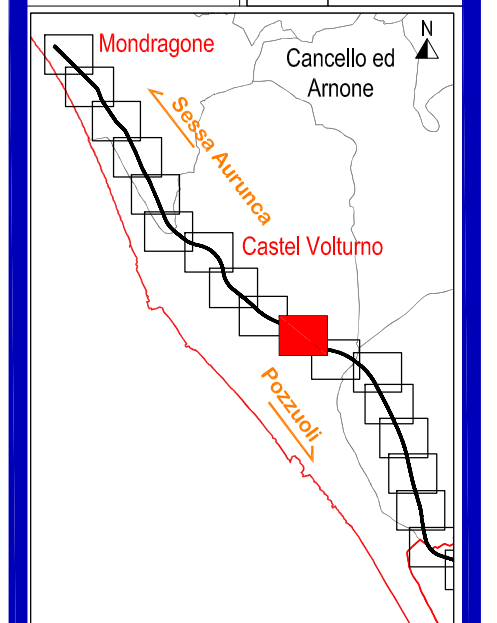 N
Mondragone
Cancello ed
Arnone
Sessa Aurunca
Castel Volturno
Pozzuoli